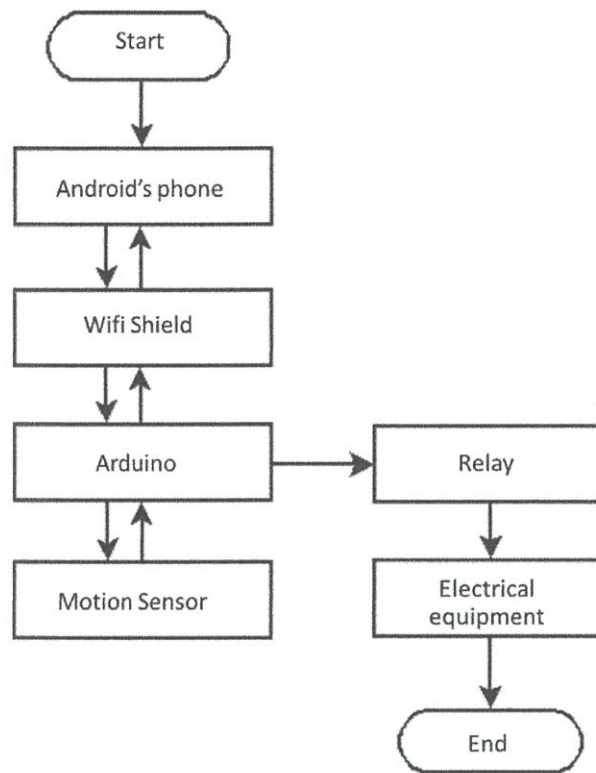 Start
Android's phone
Wifi Shield
Arduino
Relay
Motion Sensor
Electrical
equipment
End